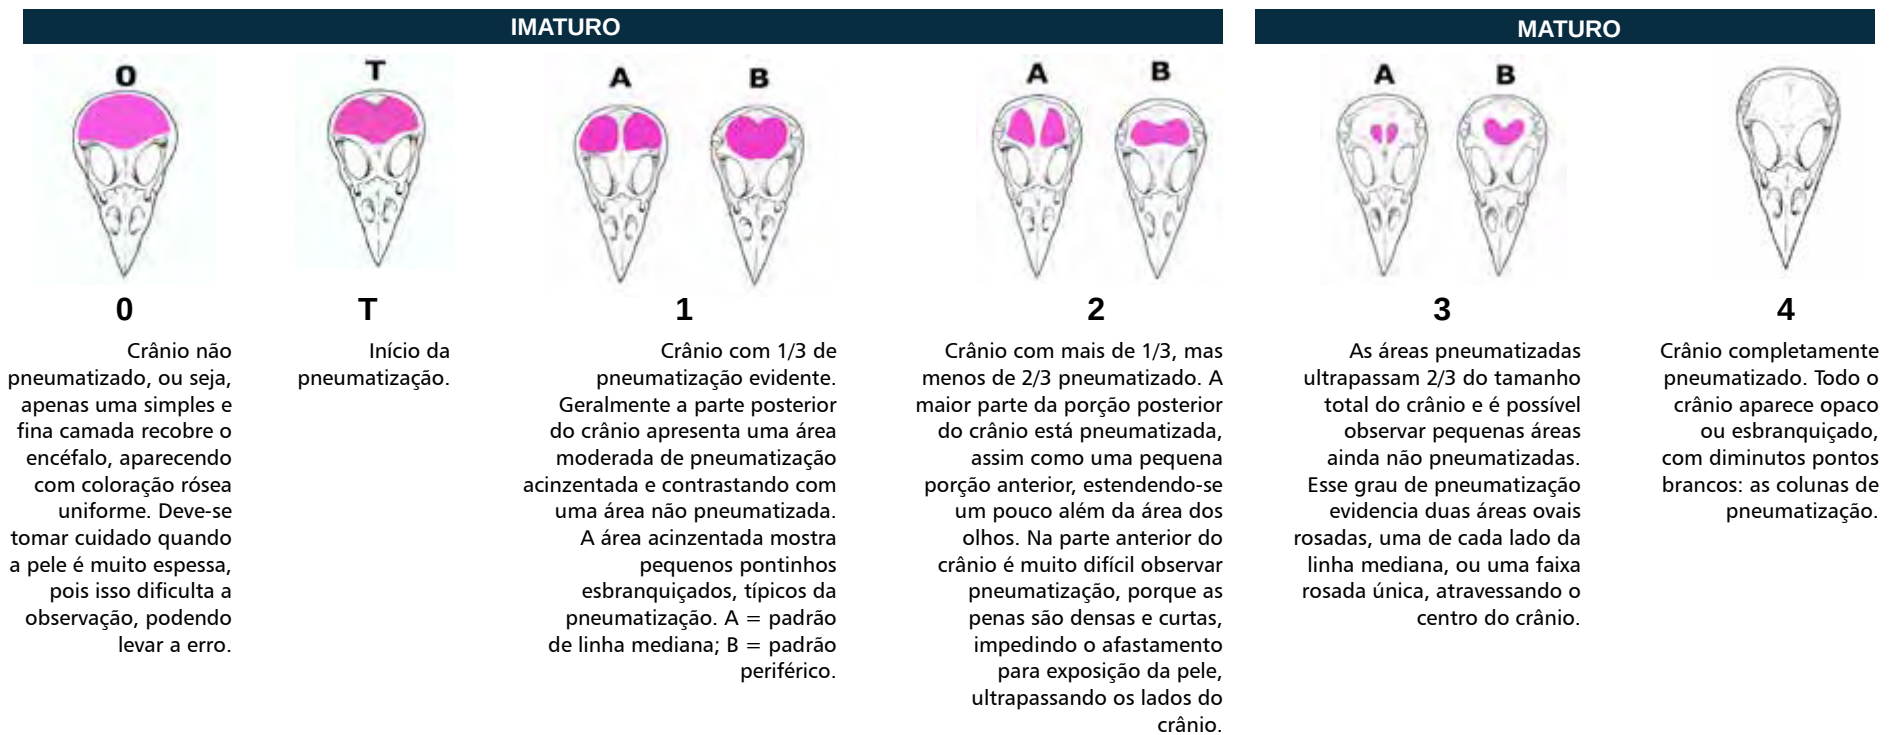 IMATURO
MATURO
0
T
A
B
A
B
A
B
0
Crânio não
pneumatizado, ou seja,
apenas uma simples e
fina camada recobre o
encéfalo, aparecendo
com coloração rósea
uniforme. Deve-se
tomar cuidado quando
a pele é muito espessa,
pois isso dificulta a
observação, podendo
levar a erro.
T
Início da
pneumatização.
1
Crânio com 1/3 de
pneumatização evidente.
Geralmente a parte posterior
do crânio apresenta uma área
moderada de pneumatização
acinzentada e contrastando com
uma área não pneumatizada.
A área acinzentada mostra
pequenos pontinhos
esbranquiçados, típicos da
pneumatização. A = padrão
de linha mediana; B = padrão
periférico.
2
Crânio com mais de 1/3, mas
menos de 2/3 pneumatizado. A
maior parte da porção posterior
do crânio está pneumatizada,
assim como uma pequena
porção anterior, estendendo-se
um pouco além da área dos
olhos. Na parte anterior do
crânio é muito difícil observar
pneumatização, porque as
penas são densas e curtas,
impedindo o afastamento
para exposição da pele,
ultrapassando os lados do
crânio.
3
As áreas pneumatizadas
ultrapassam 2/3 do tamanho
total do crânio e é possível
observar pequenas áreas
ainda não pneumatizadas.
Esse grau de pneumatização
evidencia duas áreas ovais
rosadas, uma de cada lado da
linha mediana, ou uma faixa
rosada única, atravessando o
centro do crânio.
4
Crânio completamente
pneumatizado. Todo o
crânio aparece opaco
ou esbranquiçado,
com diminutos pontos
brancos: as colunas de
pneumatização.